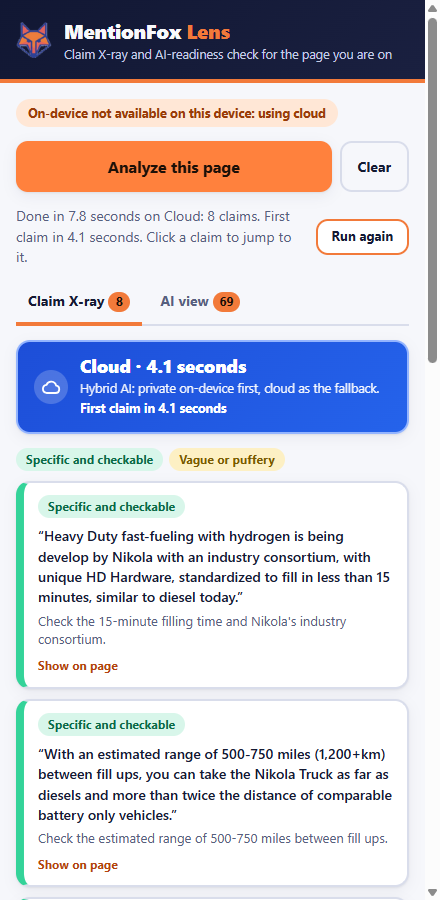 MentionFox Lens
Claim X-ray and AI-readiness check for the page you are on
On-device not available on this device: using cloud
Analyze this page
Clear
Done in 7.8 seconds on Cloud: 8 claims. First
claim in 4.1 seconds. Click a claim to jump to
it.
Run again
Claim X-ray 8
AI view 69
Cloud · 4.1 seconds
Hybrid AI: private on-device first, cloud as the fallback.
First claim in 4.1 seconds
Specific and checkable
Vague or puffery
Specific and checkable
“Heavy Duty fast-fueling with hydrogen is being
develop by Nikola with an industry consortium, with
unique HD Hardware, standardized to fill in less than 15
minutes, similar to diesel today.”
Check the 15-minute filling time and Nikola's industry
consortium.
Show on page
Specific and checkable
“With an estimated range of 500-750 miles (1,200+km)
between fill ups, you can take the Nikola Truck as far as
diesels and more than twice the distance of comparable
battery only vehicles.”
Check the estimated range of 500-750 miles between fill ups.
Show on page